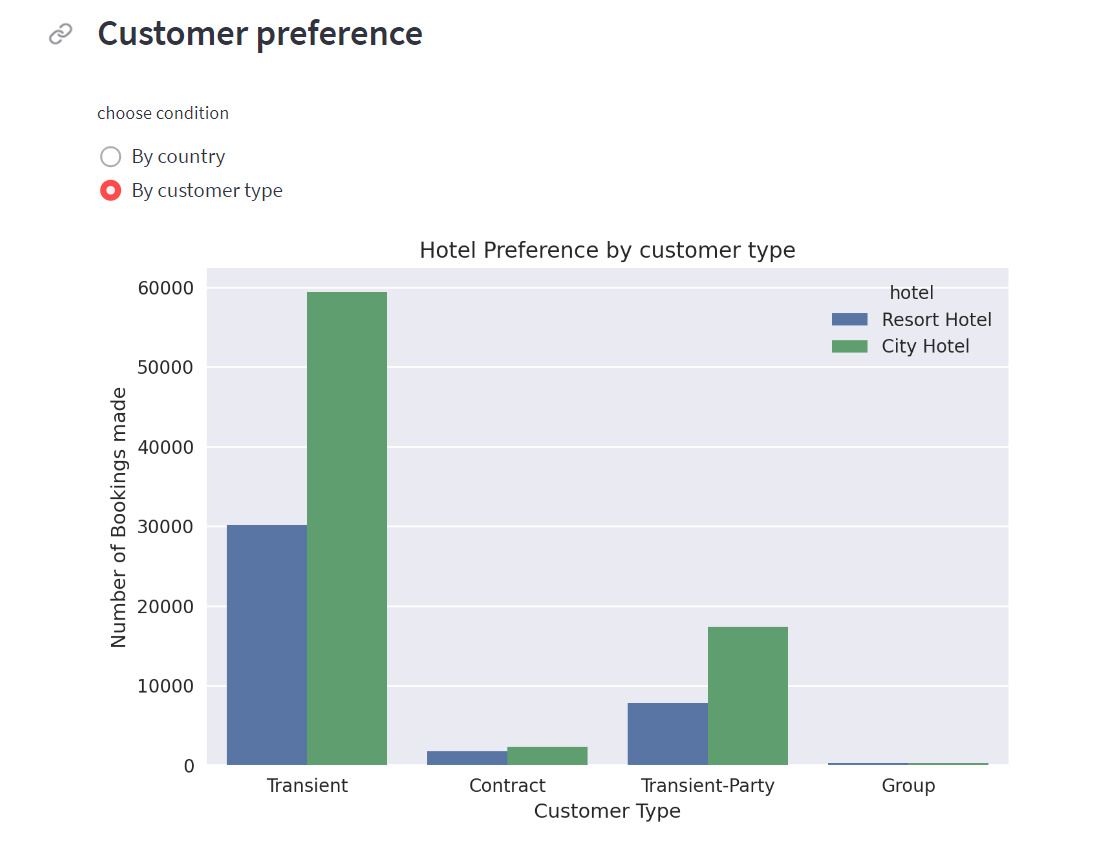 Customer preference
choose condition
By country
By customer type
Hotel Preference by customer type
hotel
Resort Hotel
City Hotel
Number of Bookings made
60000
50000
40000
30000
20000
10000
0
Transient Contract Transient-Party Group
Customer Type